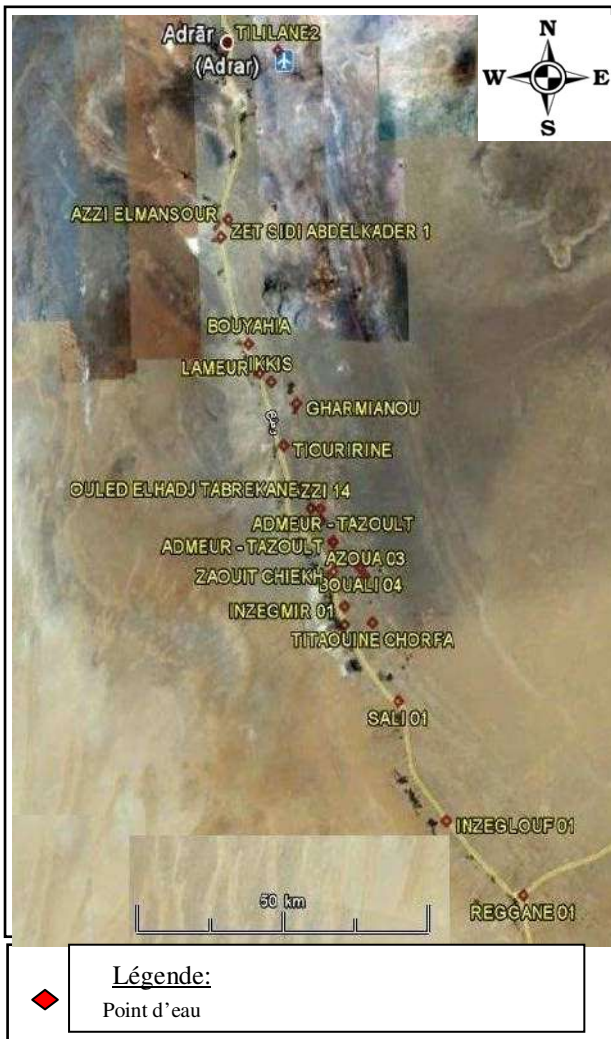 N
Adrār TILILANE2
(Adrar)
W E
S
AZZI ELMANSOUR
ZET SIDI ABDELKADER 1
BOUYAHIA
LAMEUR IKKIS
GHARMIANOU
TIOURIRINE
OULED ELHADJ TABREKANE ZZI 14
ADMEUR - TAZOULT
ADMEUR - TAZOULT
AZOUA 03
ZAOUIT CHIEKH
BOUALI 04
INZEGMIR 01
TITAOUINE CHORFA
SALI 01
INZEGLOUF 01
REGGANE 01
50 km
Légende:
Point d'eau